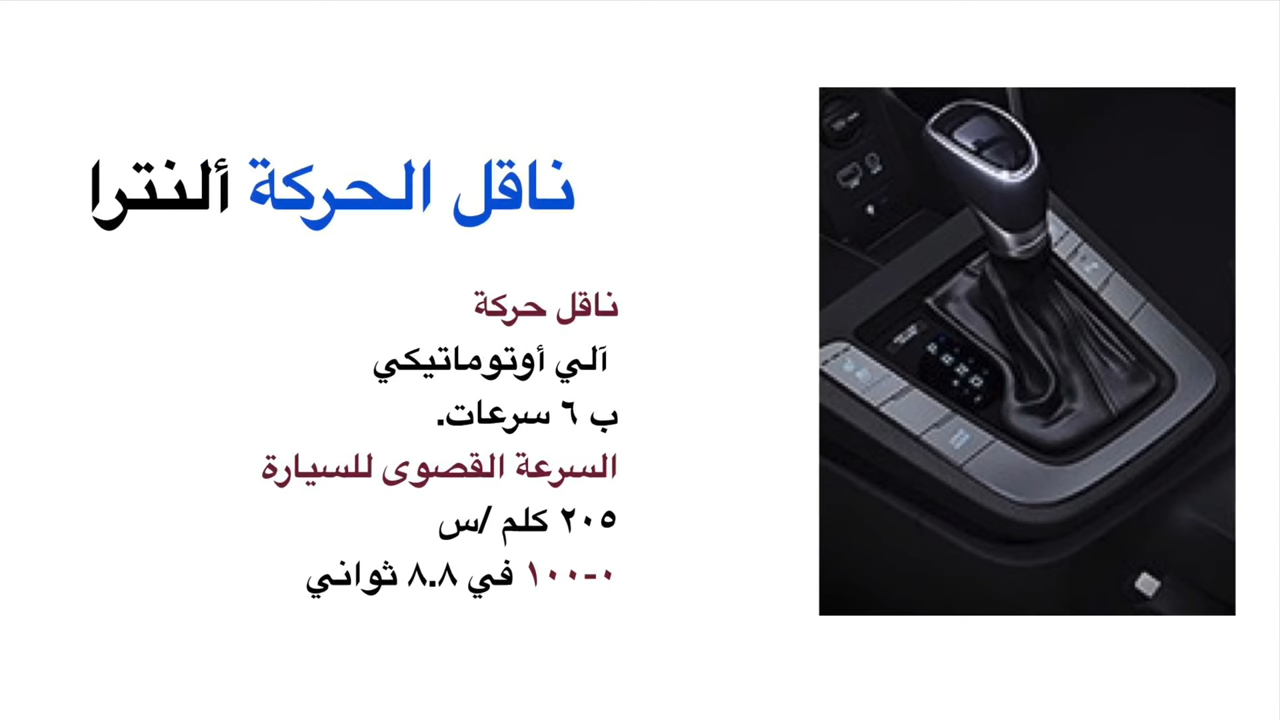 ناقل الحركة ألنترا
ناقل حركة
آلي أوتوماتيكي
ب ٦ سرعات.
السرعة القصوى للسيارة
٢٠٥ كلم /س
٠-١٠٠ في ٨.٨ ثواني